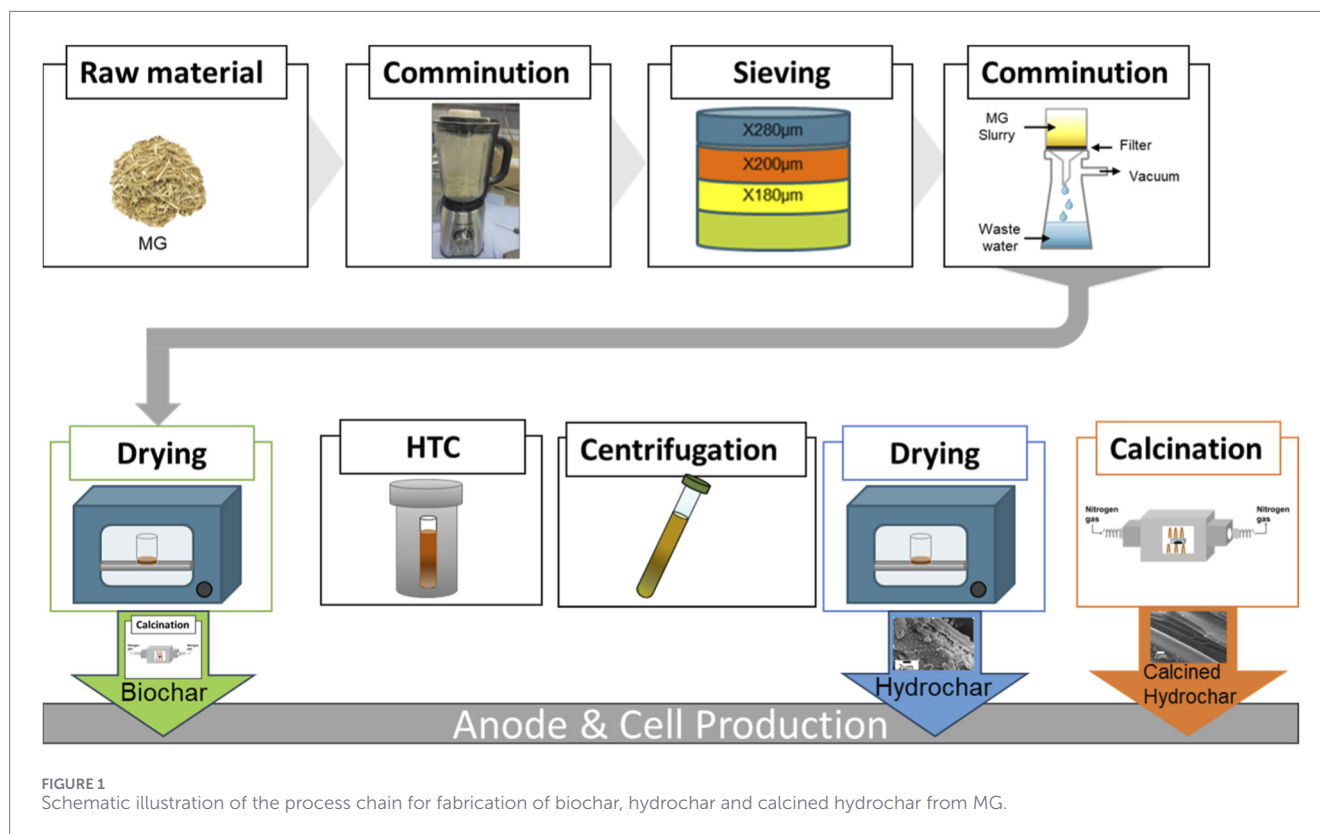 Raw material
MG
Comminution
Sieving
X280µm
X200µm
X180µm
Comminution
MG
Slurry
Filter
Vacuum
Waste
water
Drying
HTC
Centrifugation
Drying
Calcination
Nitrogen
gas
Nitrogen
gas
Calcination
Biochar
2µm
Hydrochar
Calcined
Hydrochar
Anode & Cell Production
FIGURE 1
Schematic illustration of the process chain for fabrication of biochar, hydrochar and calcined hydrochar from MG.